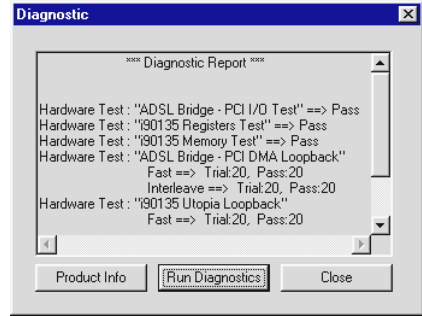 Diagnostic
*** Diagnostic Report ***
Hardware Test : "ADSL Bridge - PCI I/O Test" ==> Pass
Hardware Test : "i90135 Registers Test" ==> Pass
Hardware Test : "i90135 Memory Test" ==> Pass
Hardware Test : "ADSL Bridge - PCI DMA Loopback"
Fast ==> Trial:20, Pass:20
Interleave ==> Trial:20, Pass:20
Hardware Test : "i90135 Utopia Loopback"
Fast ==> Trial:20, Pass:20
Product Info Run Diagnostics Close